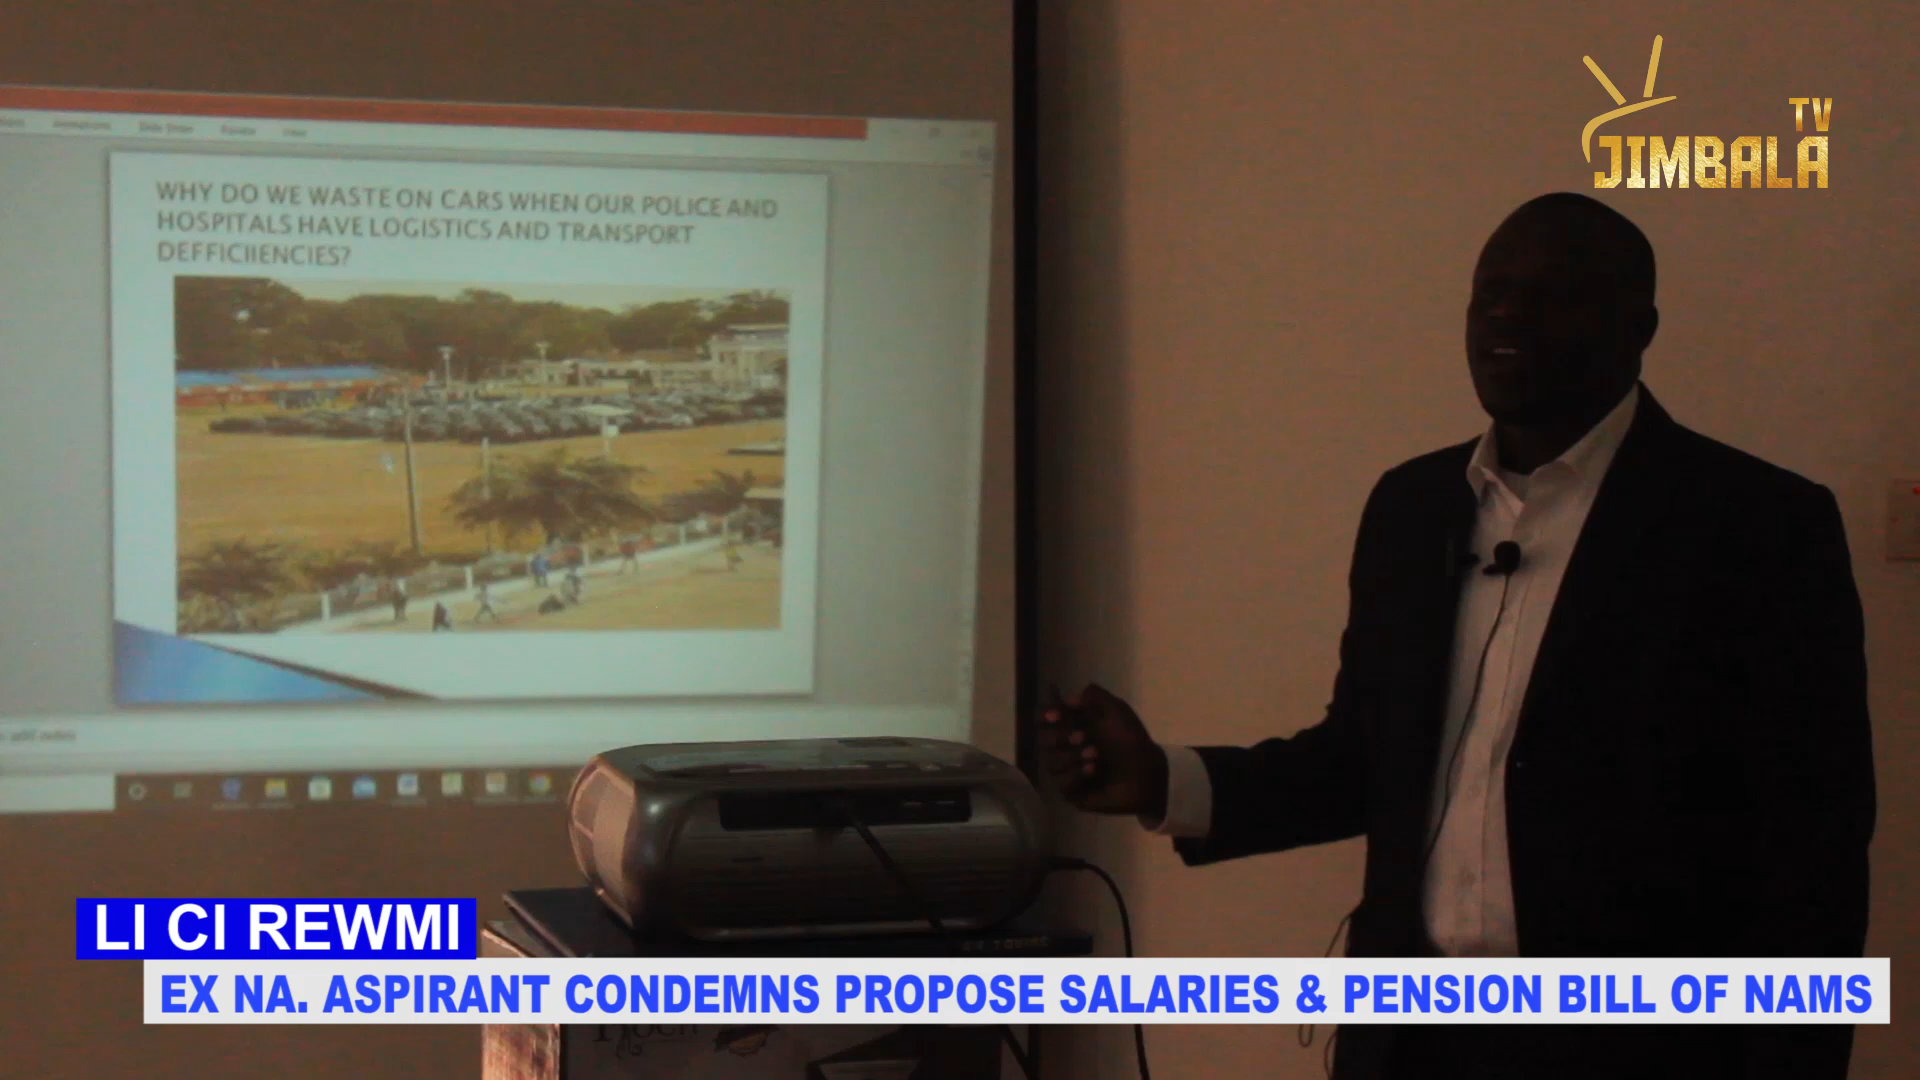 TV
JIMBALA
WHY DO WE WASTE ON CARS WHEN OUR POLICE AND
HOSPITALS HAVE LOGISTICS AND TRANSPORT
DEFFICIIENCIES?
LI CI REWMI
EX NA. ASPIRANT CONDEMNS PROPOSE SALARIES & PENSION BILL OF NAMS